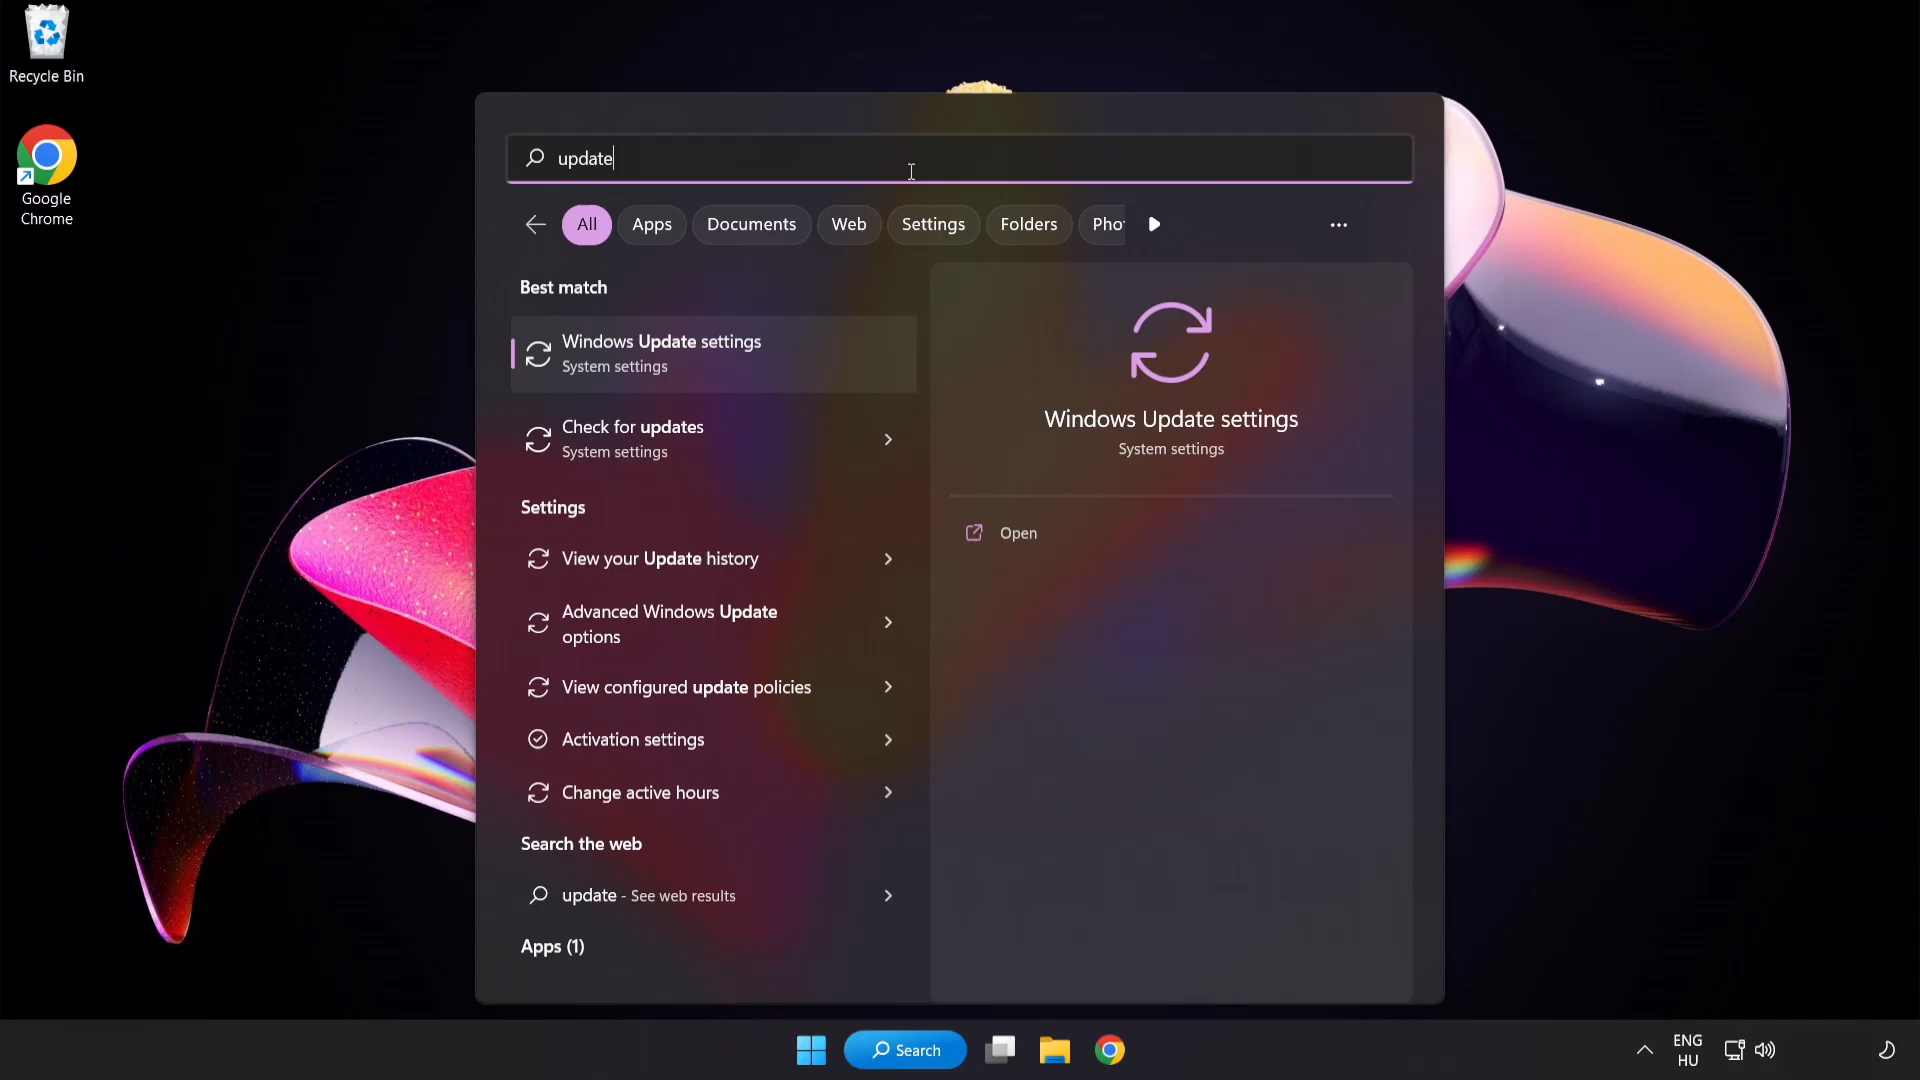 Recycle Bin
Google
Chrome
update
All
Apps
Documents
Web
Settings
Folders
Best match
Windows Update settings
System settings
Check for updates
System settings
Settings
View your Update history
Advanced Windows Update
options
View configured update policies
Activation settings
Change active hours
Search the web
update - See web results
Apps (1)
Windows Update settings
System settings
Open
Search
ENG
HU